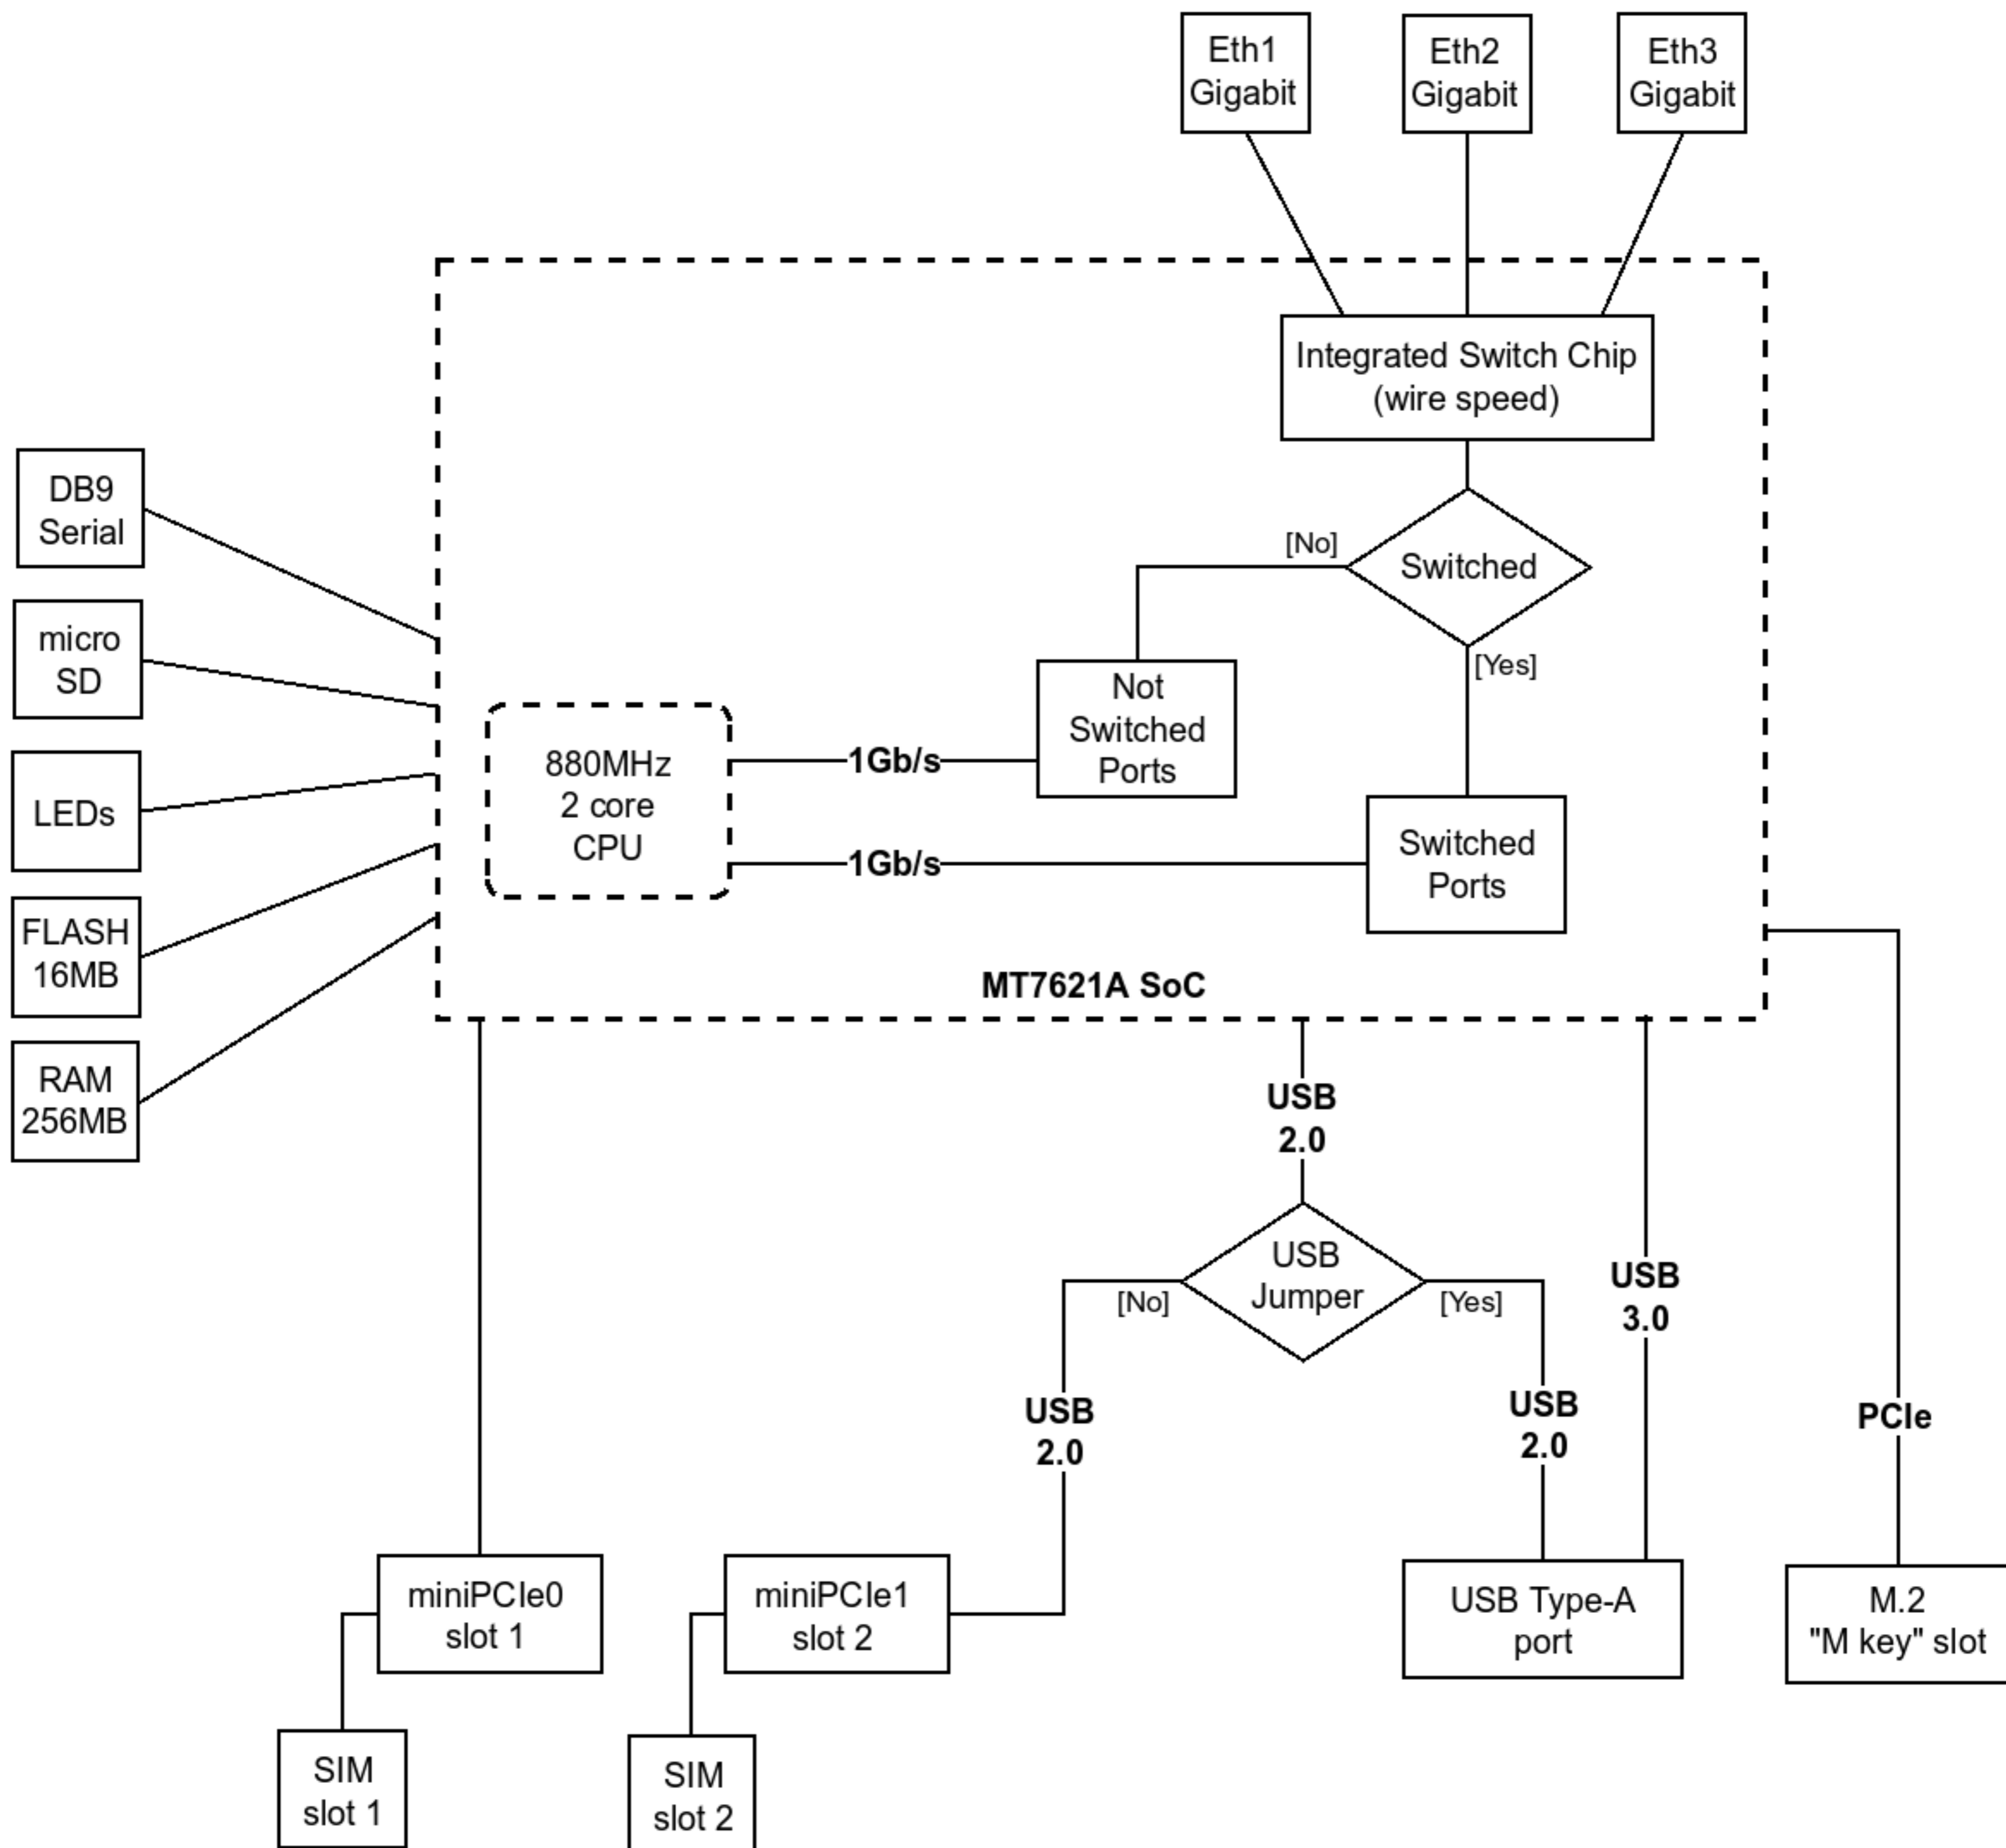 Eth1
Gigabit
Eth2
Gigabit
Eth3
Gigabit
Integrated Switch Chip
(wire speed)
DB9
Serial
[No]
Switched
micro
SD
[Yes]
Not
Switched
Ports
880MHz
2 core
CPU
1Gb/s
LEDs
1Gb/s
Switched
Ports
FLASH
16MB
MT7621A SoC
RAM
256MB
USB
2.0
USB
Jumper
[No]
[Yes]
USB
3.0
USB
2.0
USB
2.0
PCIe
miniPCIe0
slot 1
miniPCIe1
slot 2
USB Type-A
port
M.2
"M key" slot
SIM
slot 1
SIM
slot 2